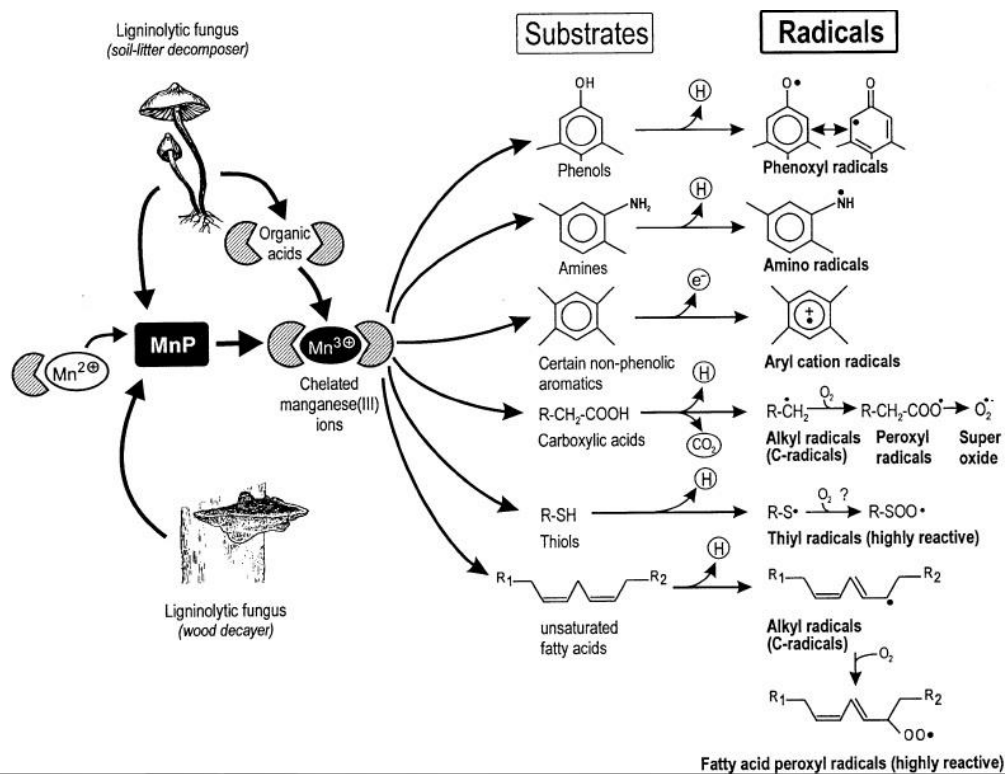 Ligninolytic fungus
(soil-litter decomposer)
Organic
acids
Mn2⊕
MnP
Mn3⊕
Chelated
manganese(III)
ions
Ligninolytic fungus
(wood decayer)
Substrates
Radicals
OH
H
O•
O
Phenols
Phenoxyl radicals
NH2
H
NH
Amines
Amino radicals
e-
+
Certain non-phenolic
aromatics
Aryl cation radicals
H
R-CH2-COOH
CO2
Carboxylic acids
R-ĊH2
O2
R-CH2-COO•
O2•-
Alkyl radicals
(C-radicals)
Peroxyl
radicals
Super
oxide
H
R-SH
Thiols
R-S•
O2 ?
R-SOO•
Thiyl radicals (highly reactive)
R1
R2
H
R1
R2
unsaturated
fatty acids
Alkyl radicals
(C-radicals)
O2
R1
R2
OO•
Fatty acid peroxyl radicals (highly reactive)